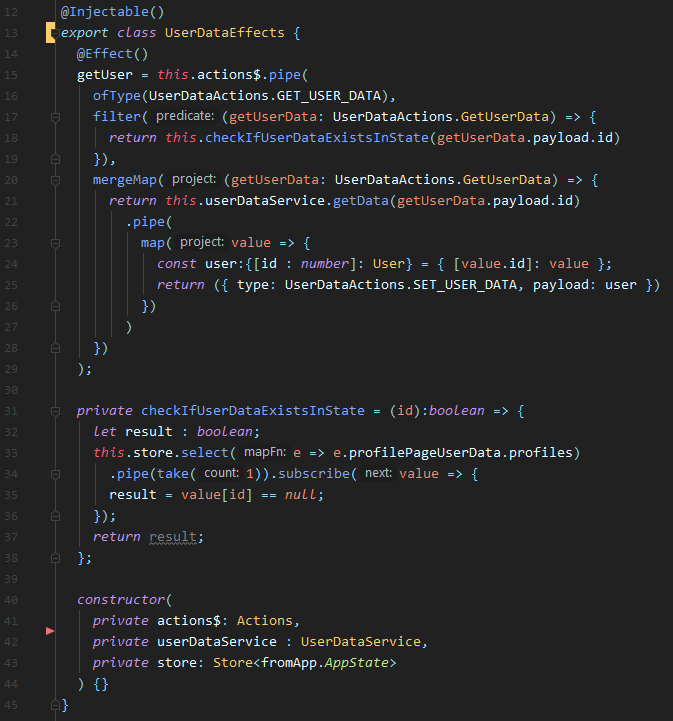 12 @Injectable()
13 export class UserDataEffects {
14 @Effect()
15 getUser = this.actions$.pipe(
16 ofType(UserDataActions.GET_USER_DATA),
17 filter( predicate: (getUserData: UserDataActions.GetUserData) => {
18 return this.checkIfUserDataExistsInState(getUserData.payload.id)
19 }),
20 mergeMap( project: (getUserData: UserDataActions.GetUserData) => {
21 return this.userDataService.getData(getUserData.payload.id)
22 .pipe(
23 map( project: value => {
24 const user:{[id : number]: User} = { [value.id]: value };
25 return ({ type: UserDataActions.SET_USER_DATA, payload: user })
26 })
27 )
28 })
29 );
30
31 private checkIfUserDataExistsInState = (id):boolean => {
32 let result : boolean;
33 this.store.select( mapFn: e => e.profilePageUserData.profiles)
34 .pipe(take( count: 1)).subscribe( next: value => {
35 result = value[id] == null;
36 });
37 return result;
38 };
39
40 constructor(
41 private actions$: Actions,
42 private userDataService : UserDataService,
43 private store: Store<fromApp.AppState>
44 ) {}
45 }